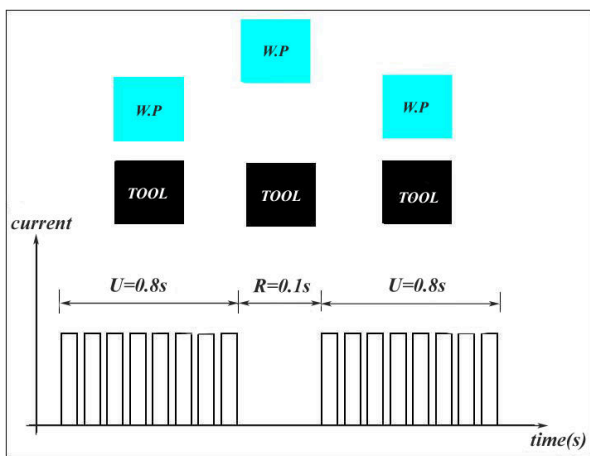 W.P
W.P
W.P
TOOL
TOOL
TOOL
current
U=0.8s
R=0.1s
U=0.8s
time(s)